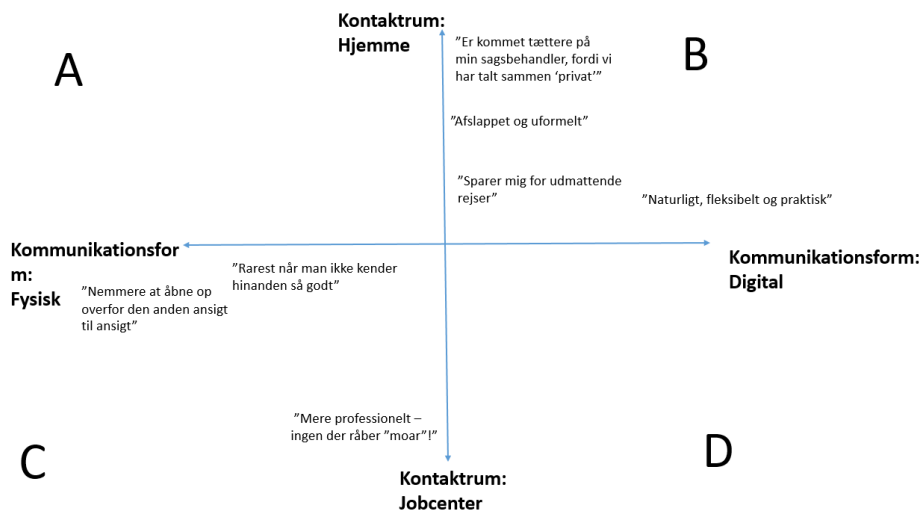 Kontaktrum:
Hjemme
A
B
”Er kommet tættere på
min sagsbehandler, fordi vi
har talt sammen ‘privat’”
”Afslappet og uformelt”
”Sparer mig for udmattende
rejser”
”Naturligt, fleksibelt og praktisk”
Kommunikationsfor
m:
Fysisk
Kommunikationsform:
Digital
”Rarest når man ikke kender
hinanden så godt”
”Nemmere at åbne op
overfor den anden ansigt
til ansigt”
”Mere professionelt –
ingen der råber ”moar”!”
C
D
Kontaktrum:
Jobcenter